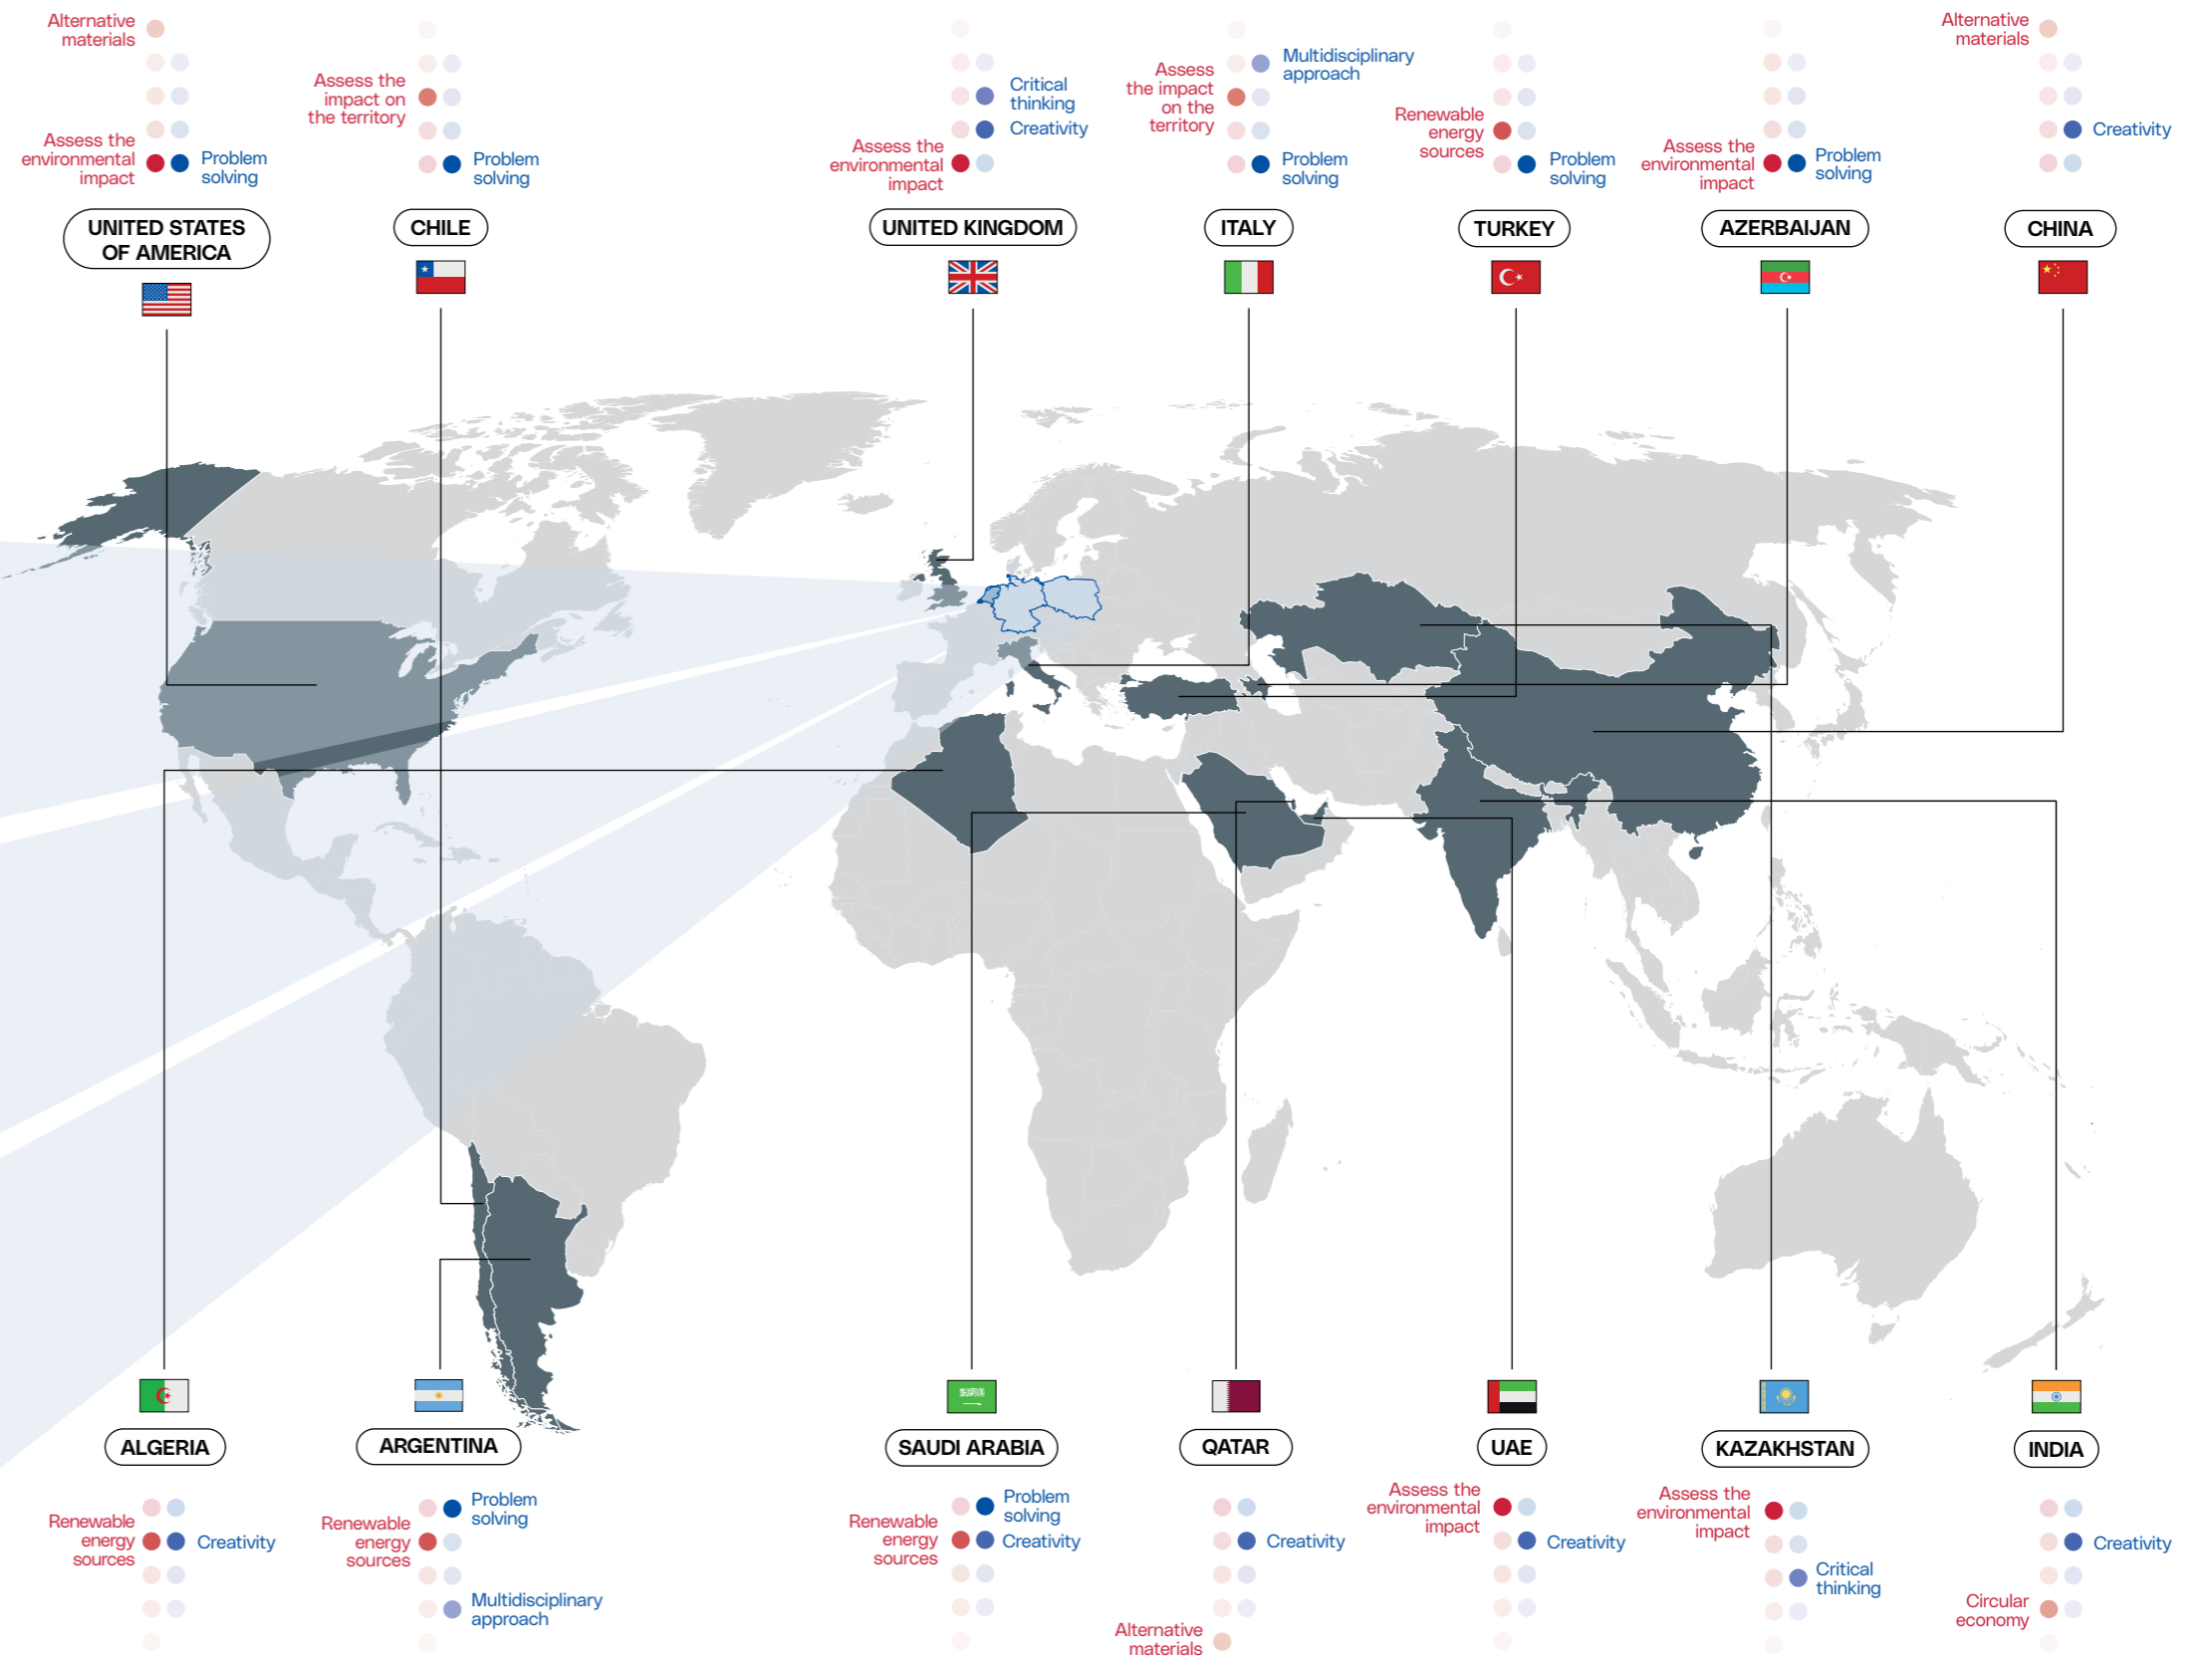 Alternative
materials
Assess the
environmental
impact
Problem
solving
UNITED STATES
OF AMERICA
Assess the
impact on
the territory
Problem
solving
CHILE
Critical
thinking
Creativity
Assess the
environmental
impact
UNITED KINGDOM
Multidisciplinary
approach
Assess
the impact
on the
territory
Problem
solving
ITALY
Renewable
energy
sources
Problem
solving
TURKEY
Assess the
environmental
impact
Problem
solving
AZERBAIJAN
Alternative
materials
Creativity
CHINA
ALGERIA
Renewable
energy
sources
Creativity
ARGENTINA
Problem
solving
Renewable
energy
sources
Multidisciplinary
approach
SAUDI ARABIA
Problem
solving
Renewable
energy
sources
Creativity
QATAR
Creativity
Alternative
materials
UAE
Assess the
environmental
impact
Creativity
KAZAKHSTAN
Assess the
environmental
impact
Critical
thinking
INDIA
Creativity
Circular
economy